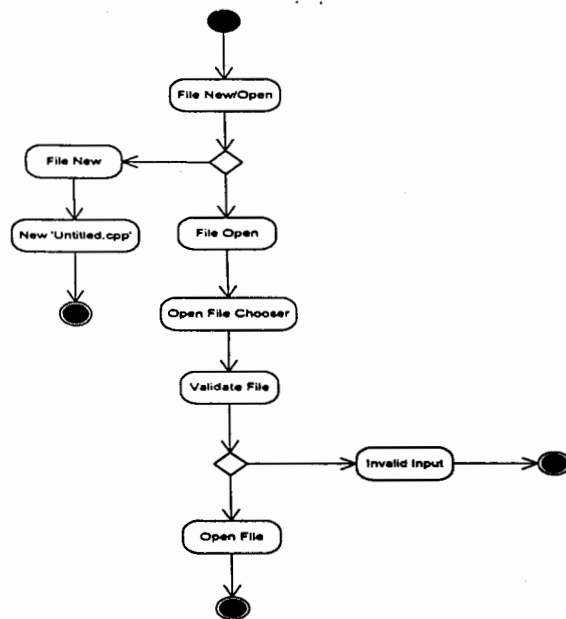 File New/Open
File New
New 'Untitled.cpp'
File Open
Open File Chooser
Validate File
Invalid Input
Open File